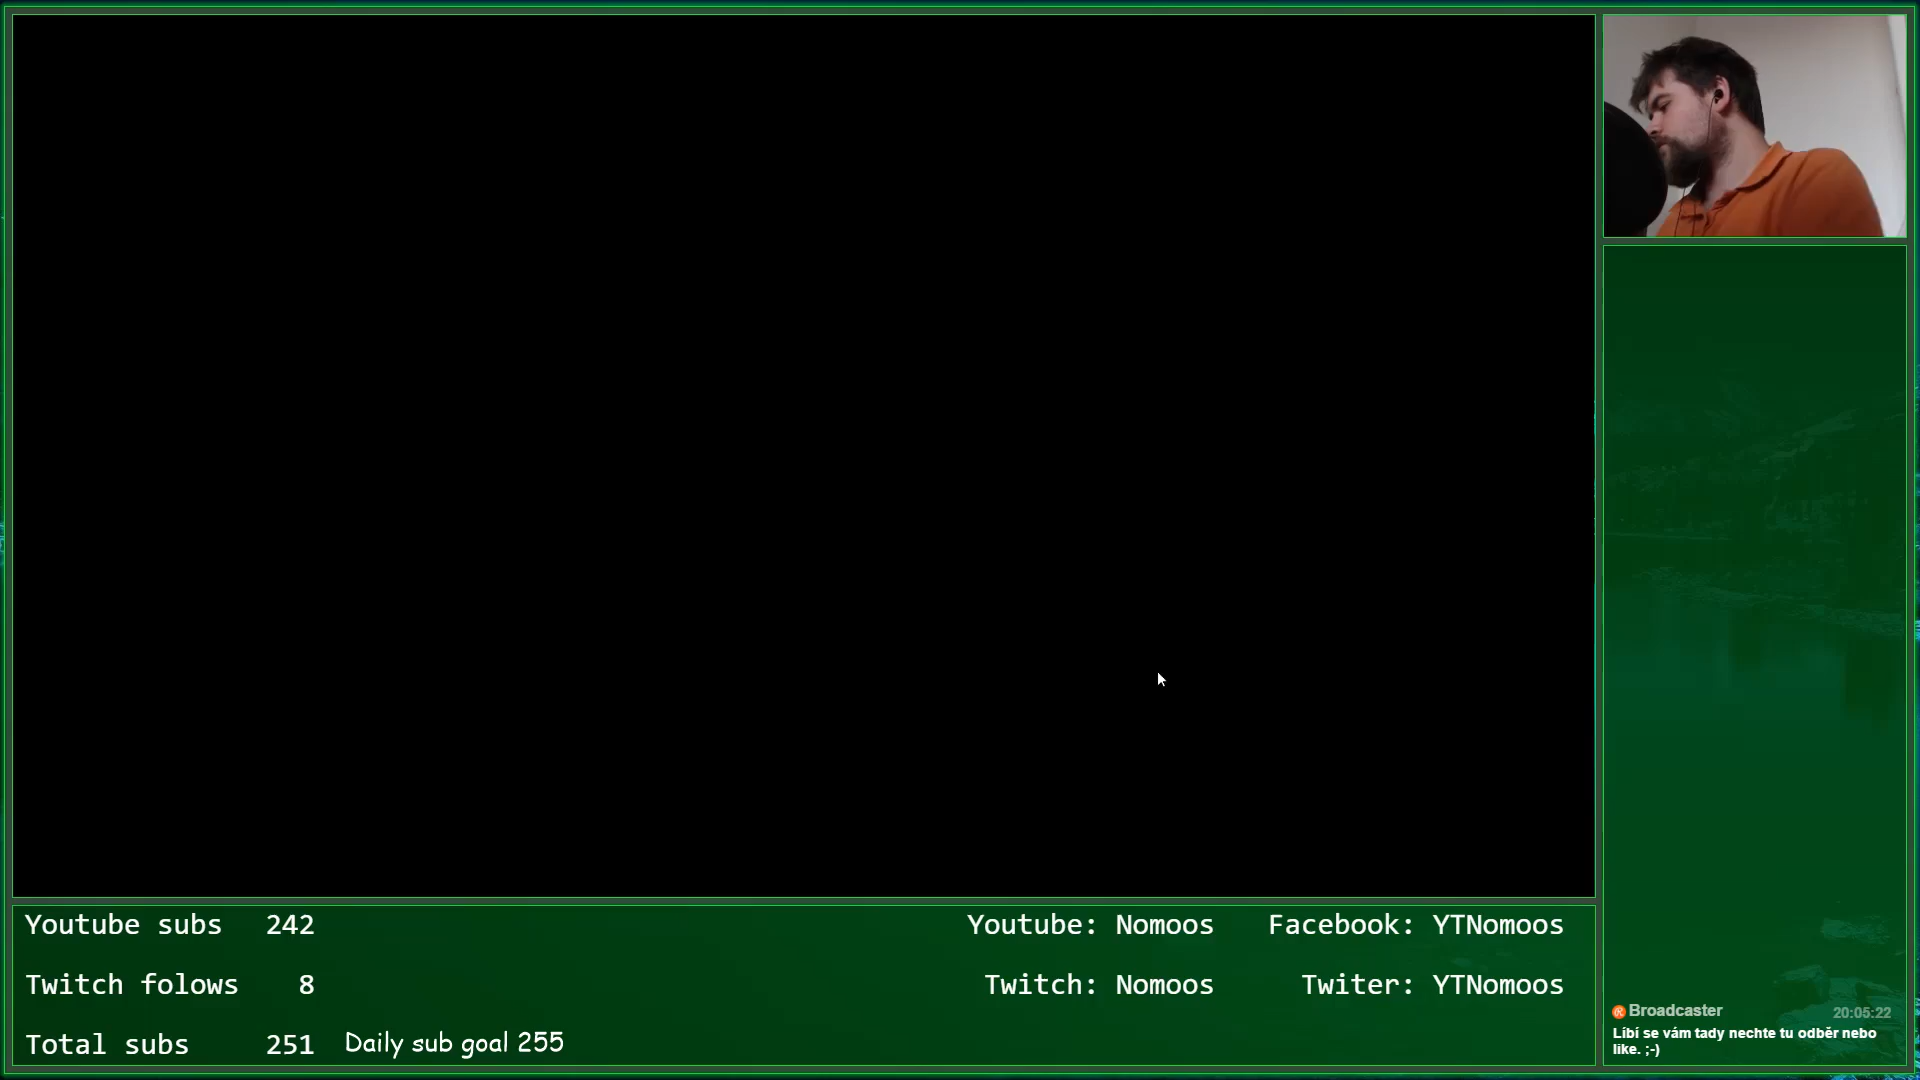 Youtube subs 242
Twitch folows 8
Total subs 251 Daily sub goal 255
Youtube: Nomoos Facebook: YTNomoos
Twitch: Nomoos Twiter: YTNomoos
Broadcaster 20:05:22
Líbí se vám tady nechte tu odběr nebo
like. ;-)